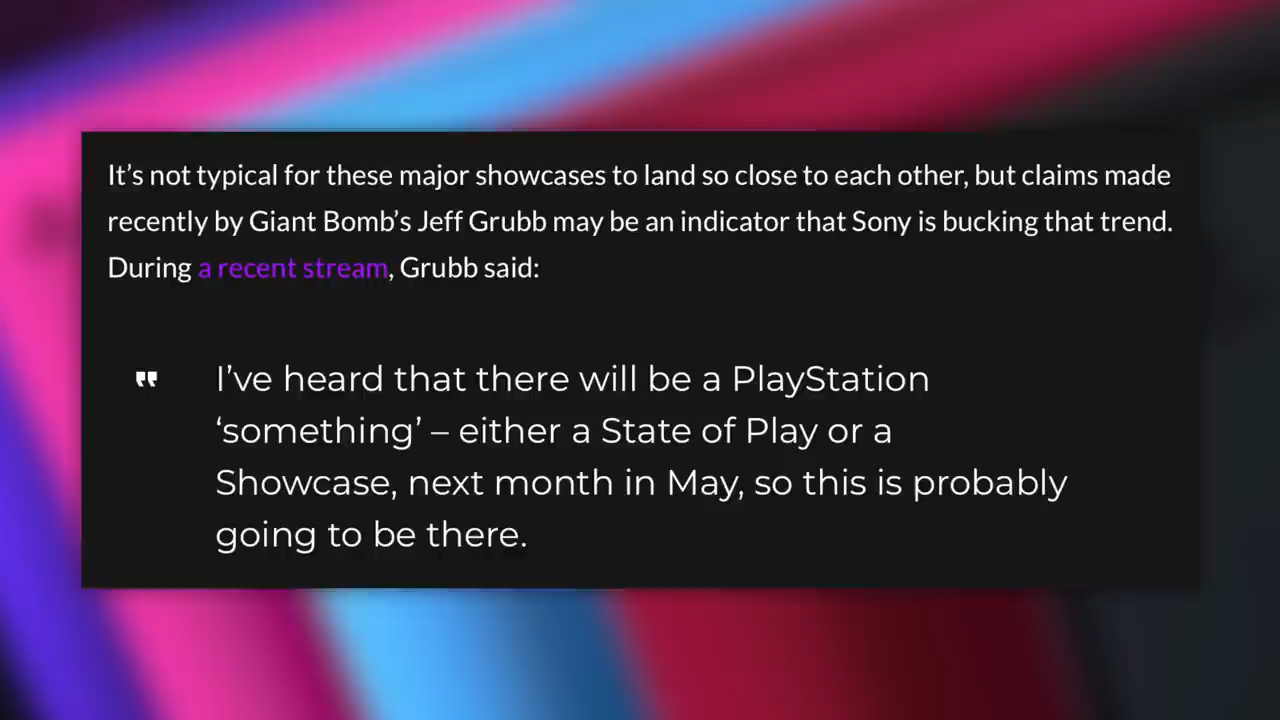 It’s not typical for these major showcases to land so close to each other, but claims made
recently by Giant Bomb’s Jeff Grubb may be an indicator that Sony is bucking that trend.
During a recent stream, Grubb said:
" I’ve heard that there will be a PlayStation
‘something’ – either a State of Play or a
Showcase, next month in May, so this is probably
going to be there.